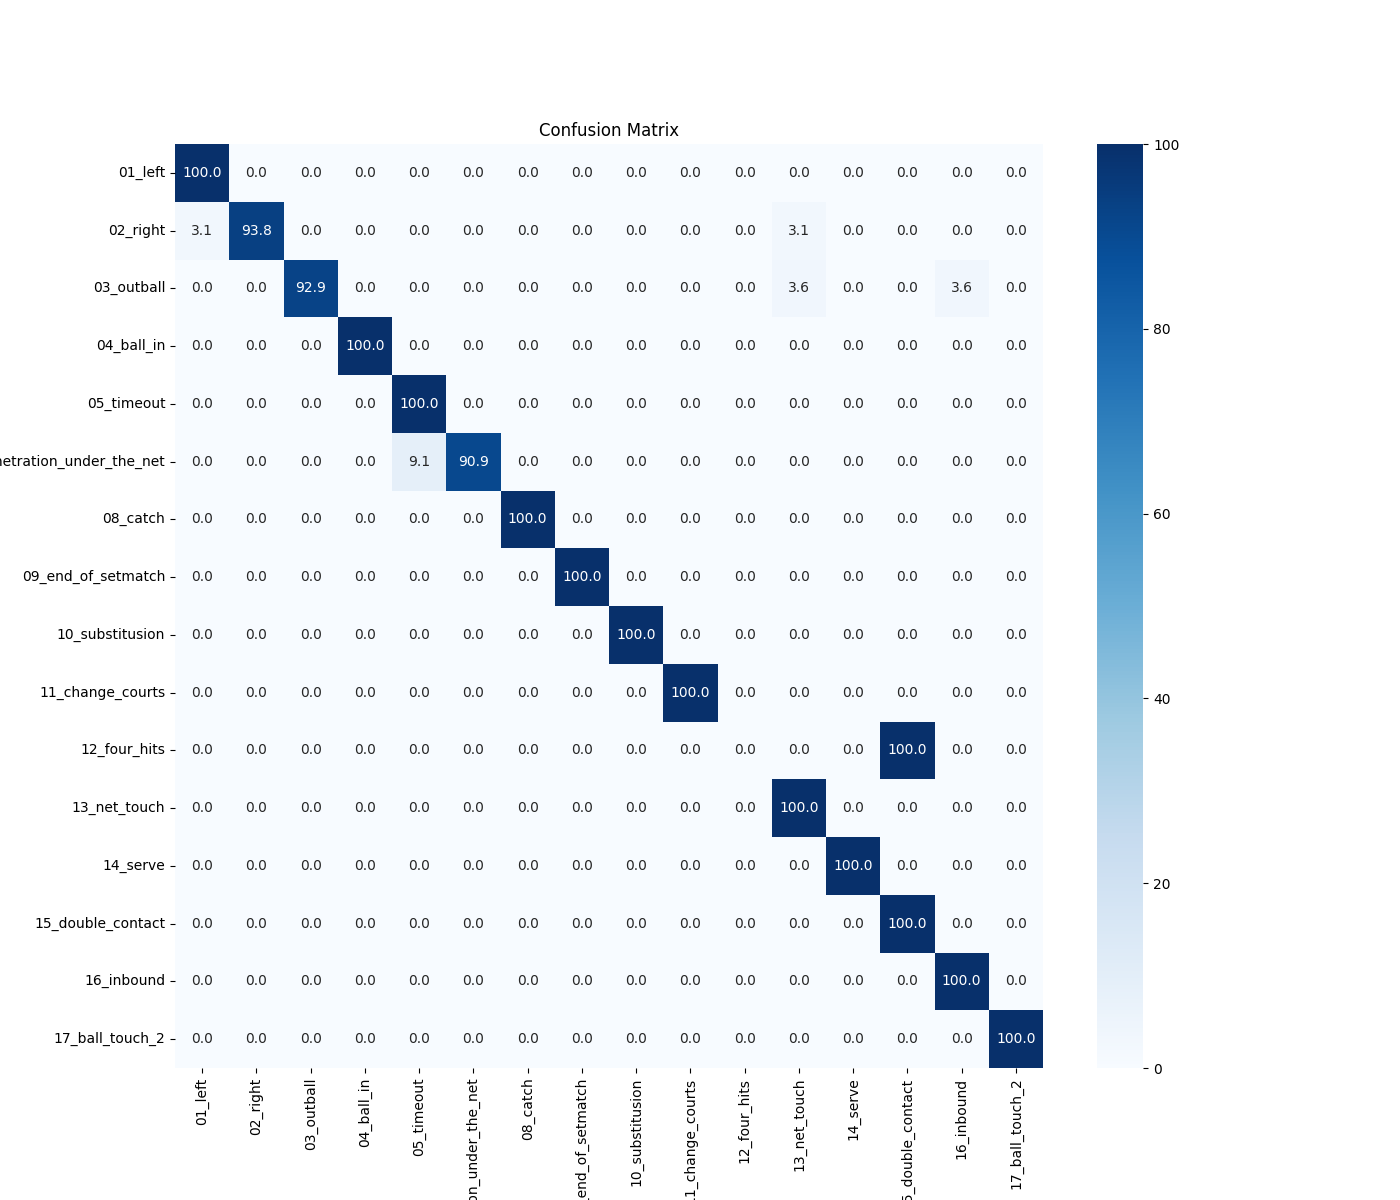 Confusion Matrix
01_left 100.0 0.0 0.0 0.0 0.0 0.0 0.0 0.0 0.0 0.0 0.0 0.0 0.0 0.0 0.0 0.0
02_right 3.1 93.8 0.0 0.0 0.0 0.0 0.0 0.0 0.0 0.0 0.0 3.1 0.0 0.0 0.0 0.0
03_outball 0.0 0.0 92.9 0.0 0.0 0.0 0.0 0.0 0.0 0.0 0.0 3.6 0.0 0.0 3.6 0.0
04_ball_in 0.0 0.0 0.0 100.0 0.0 0.0 0.0 0.0 0.0 0.0 0.0 0.0 0.0 0.0 0.0 0.0
05_timeout 0.0 0.0 0.0 0.0 100.0 0.0 0.0 0.0 0.0 0.0 0.0 0.0 0.0 0.0 0.0 0.0
netration_under_the_net 0.0 0.0 0.0 0.0 9.1 90.9 0.0 0.0 0.0 0.0 0.0 0.0 0.0 0.0 0.0 0.0
08_catch 0.0 0.0 0.0 0.0 0.0 0.0 100.0 0.0 0.0 0.0 0.0 0.0 0.0 0.0 0.0 0.0
09_end_of_setmatch 0.0 0.0 0.0 0.0 0.0 0.0 0.0 100.0 0.0 0.0 0.0 0.0 0.0 0.0 0.0 0.0
10_substitusion 0.0 0.0 0.0 0.0 0.0 0.0 0.0 0.0 100.0 0.0 0.0 0.0 0.0 0.0 0.0 0.0
11_change_courts 0.0 0.0 0.0 0.0 0.0 0.0 0.0 0.0 0.0 100.0 0.0 0.0 0.0 0.0 0.0 0.0
12_four_hits 0.0 0.0 0.0 0.0 0.0 0.0 0.0 0.0 0.0 0.0 0.0 0.0 0.0 100.0 0.0 0.0
13_net_touch 0.0 0.0 0.0 0.0 0.0 0.0 0.0 0.0 0.0 0.0 0.0 100.0 0.0 0.0 0.0 0.0
14_serve 0.0 0.0 0.0 0.0 0.0 0.0 0.0 0.0 0.0 0.0 0.0 0.0 100.0 0.0 0.0 0.0
15_double_contact 0.0 0.0 0.0 0.0 0.0 0.0 0.0 0.0 0.0 0.0 0.0 0.0 0.0 100.0 0.0 0.0
16_inbound 0.0 0.0 0.0 0.0 0.0 0.0 0.0 0.0 0.0 0.0 0.0 0.0 0.0 0.0 100.0 0.0
17_ball_touch_2 0.0 0.0 0.0 0.0 0.0 0.0 0.0 0.0 0.0 0.0 0.0 0.0 0.0 0.0 0.0 100.0
01_left
02_right
03_outball
04_ball_in
05_timeout
on_under_the_net
08_catch
_end_of_setmatch
10_substitusion
1_change_courts
12_four_hits
13_net_touch
14_serve
5_double_contact
16_inbound
17_ball_touch_2
100
80
60
40
20
0